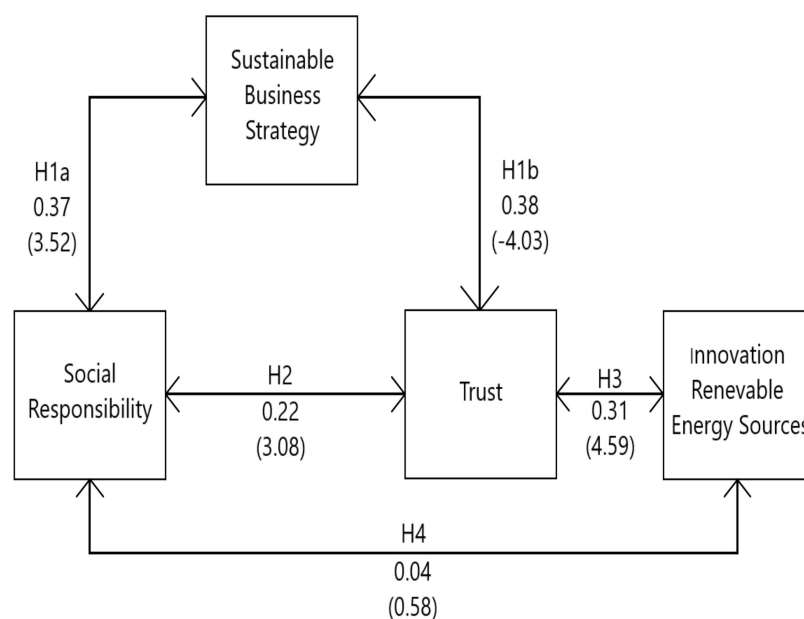 Sustainable
Business
Strategy
H1a
0.37
(3.52)
H1b
0.38
(-4.03)
Social
Responsibility
H2
0.22
(3.08)
Trust
H3
0.31
(4.59)
Innovation
Renevable
Energy Sources
H4
0.04
(0.58)